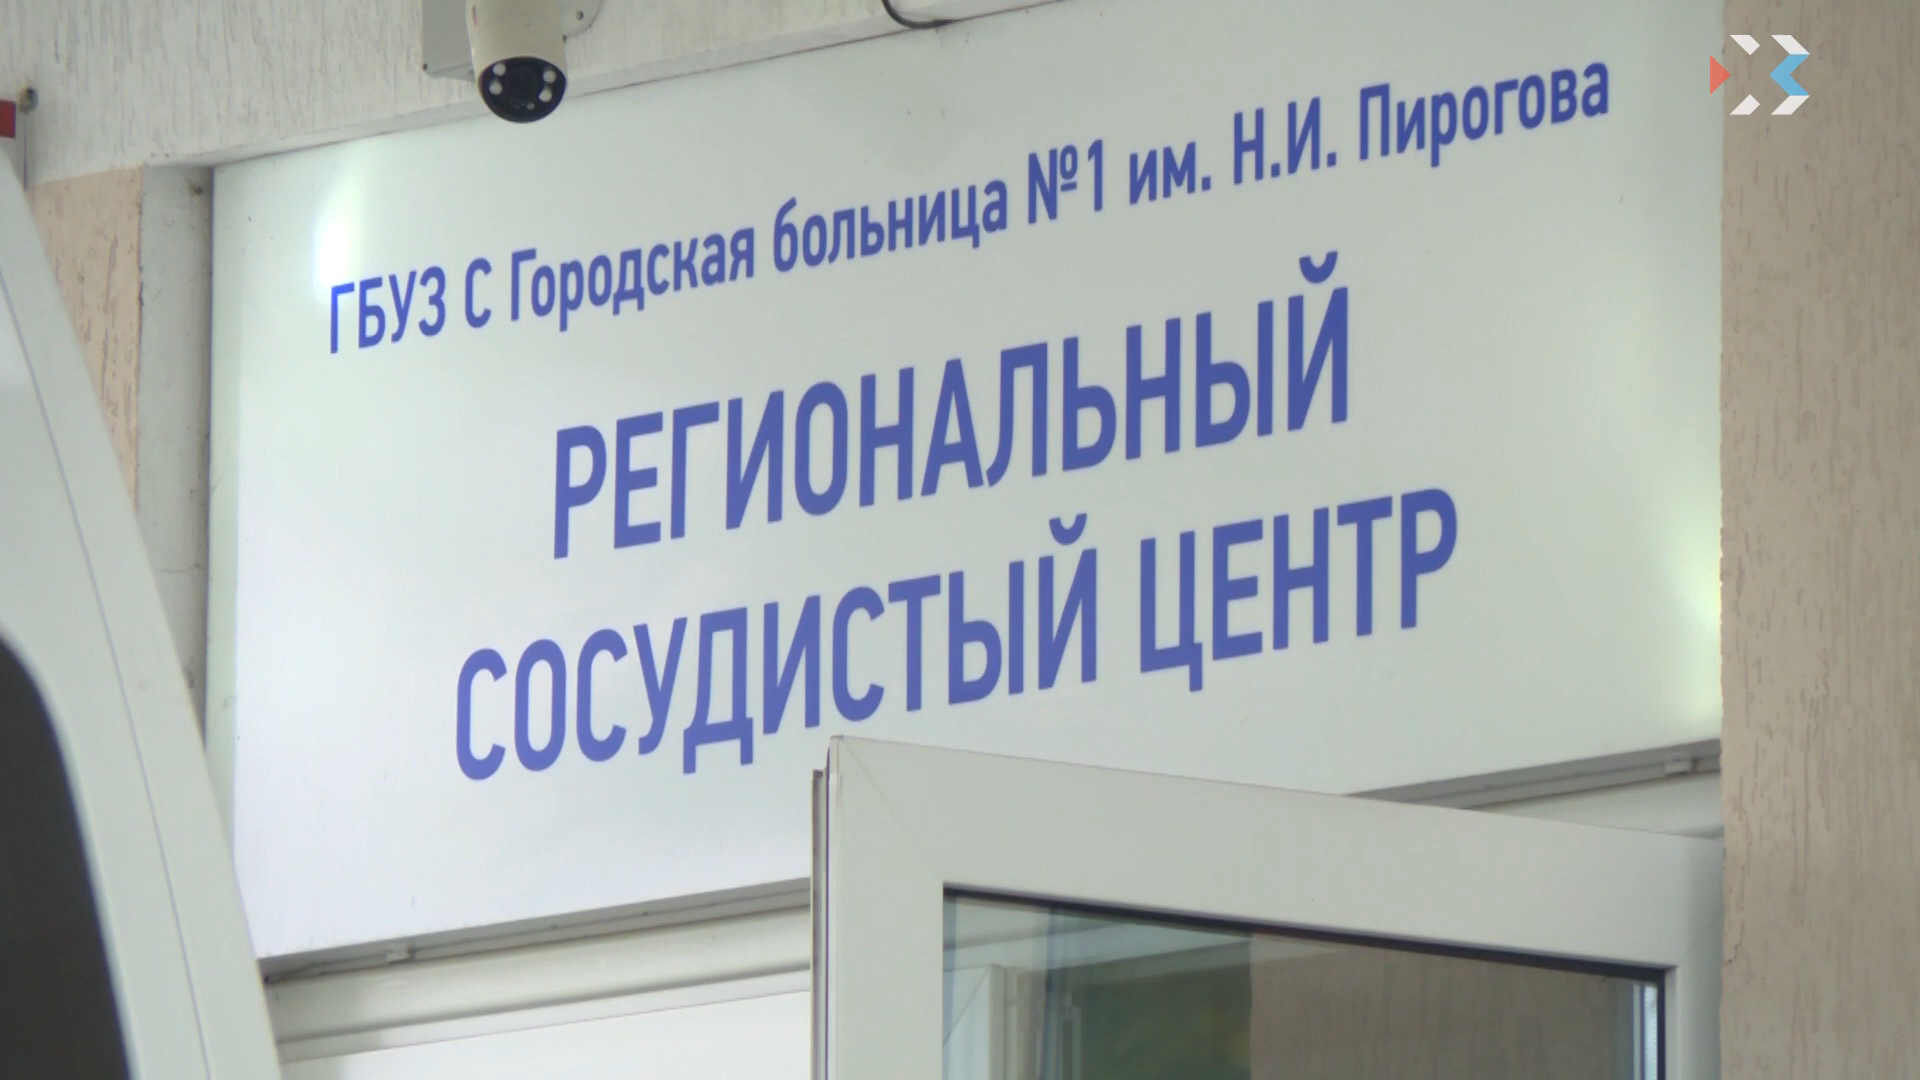 ГБУЗ С Городская больница №1 им. Н.И. Пирогова
РЕГИОНАЛЬНЫЙ
СОСУДИСТЫЙ ЦЕНТР